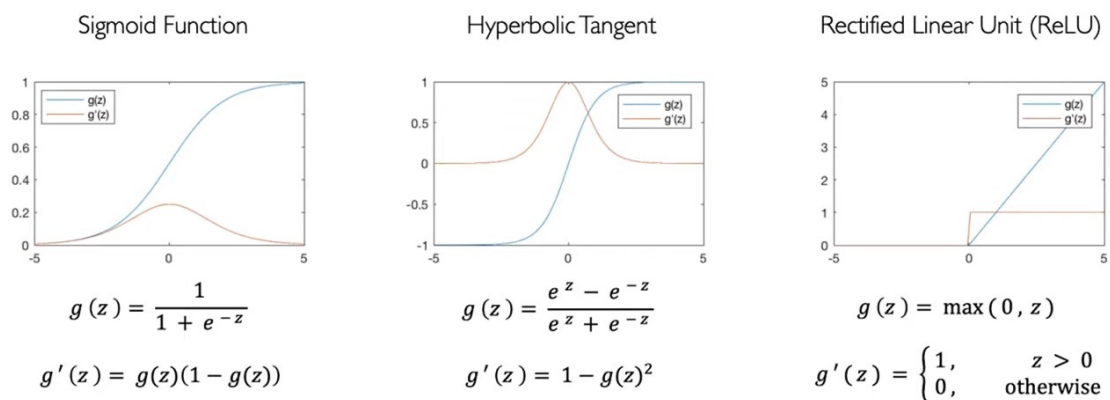 Sigmoid Function
1
0.8
0.6
0.4
0.2
0
-5
0
5
g(z)
g'(z)
g (z) = 1 / 1 + e^-z
g ′ (z) = g(z)(1 − g(z))
Hyperbolic Tangent
1
0.5
0
-0.5
-1
-5
0
5
g(z)
g'(z)
g (z) = e^z − e^-z / e^z + e^-z
g ′ (z) = 1 − g(z)²
Rectified Linear Unit (ReLU)
5
4
3
2
1
0
-5
0
5
g(z)
g'(z)
g (z) = max ( 0 , z )
g ′ ( z ) = { 1 , z > 0
0 , otherwise